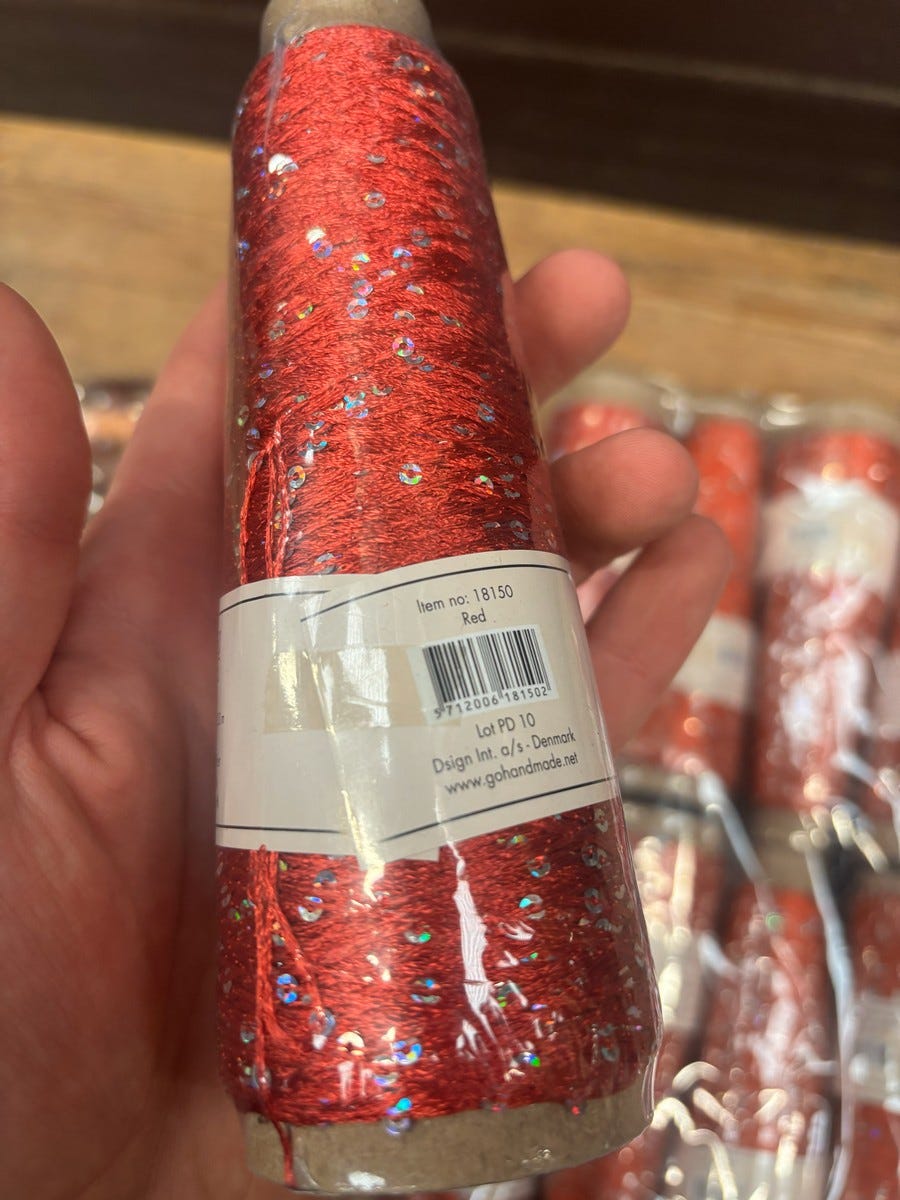 Item no: 18150
Red
5712006181502
Lot PD 10
Dsign Int. a/s - Denmark
www.gohandmade.net